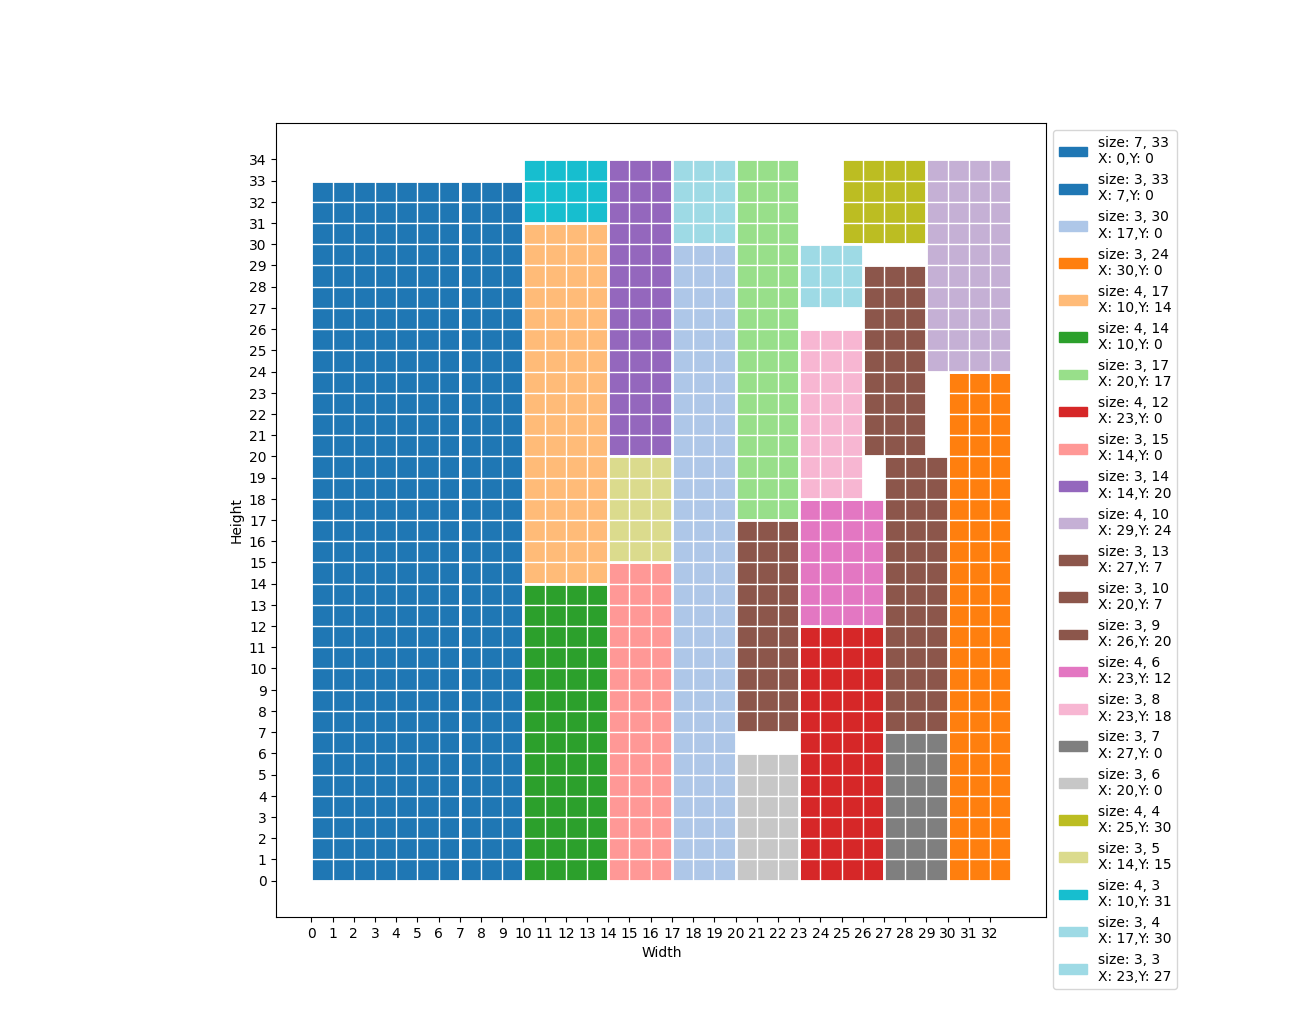 34
33
32
31
30
29
28
27
26
25
24
23
22
21
20
19
18
17
16
15
14
13
12
11
10
9
8
7
6
5
4
3
2
1
0
Height
0 1 2 3 4 5 6 7 8 9 10 11 12 13 14 15 16 17 18 19 20 21 22 23 24 25 26 27 28 29 30 31 32
Width
size: 7, 33
X: 0,Y: 0
size: 3, 33
X: 7,Y: 0
size: 3, 30
X: 17,Y: 0
size: 3, 24
X: 30,Y: 0
size: 4, 17
X: 10,Y: 14
size: 4, 14
X: 10,Y: 0
size: 3, 17
X: 20,Y: 17
size: 4, 12
X: 23,Y: 0
size: 3, 15
X: 14,Y: 0
size: 3, 14
X: 14,Y: 20
size: 4, 10
X: 29,Y: 24
size: 3, 13
X: 27,Y: 7
size: 3, 10
X: 20,Y: 7
size: 3, 9
X: 26,Y: 20
size: 4, 6
X: 23,Y: 12
size: 3, 8
X: 23,Y: 18
size: 3, 7
X: 27,Y: 0
size: 3, 6
X: 20,Y: 0
size: 4, 4
X: 25,Y: 30
size: 3, 5
X: 14,Y: 15
size: 4, 3
X: 10,Y: 31
size: 3, 4
X: 17,Y: 30
size: 3, 3
X: 23,Y: 27